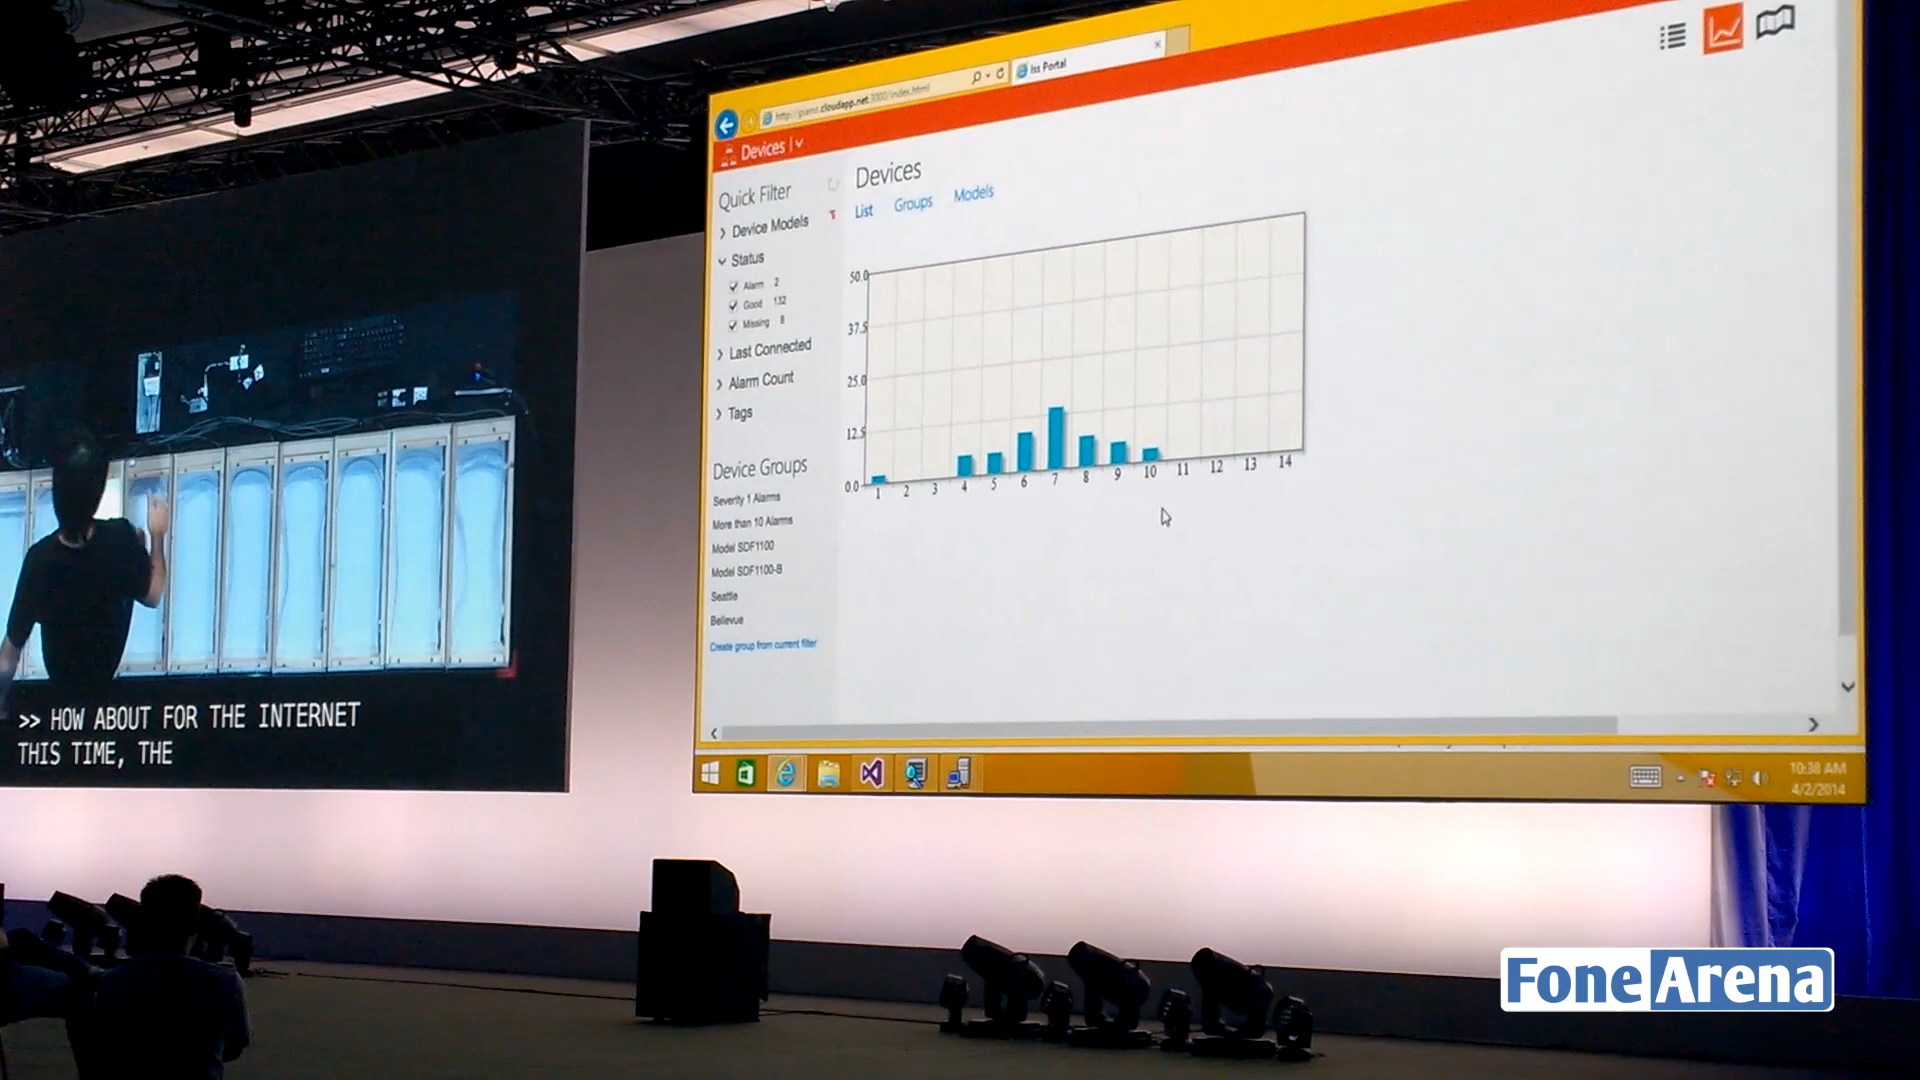 Iss Portal
Devices
Quick Filter
Device Models
Status
Alarm 2
Good 132
Missing 8
Last Connected
Alarm Count
Tags
Device Groups
Severity 1 Alarms
More than 10 Alarms
Model SDF1100
Model SDF1100-B
Seattle
Bellevue
Create group from current filter
Devices
List Groups Models
50.0
37.5
25.0
12.5
0.0
1 2 3 4 5 6 7 8 9 10 11 12 13 14
10:38 AM
4/2/2014
>> HOW ABOUT FOR THE INTERNET
THIS TIME, THE
FoneArena